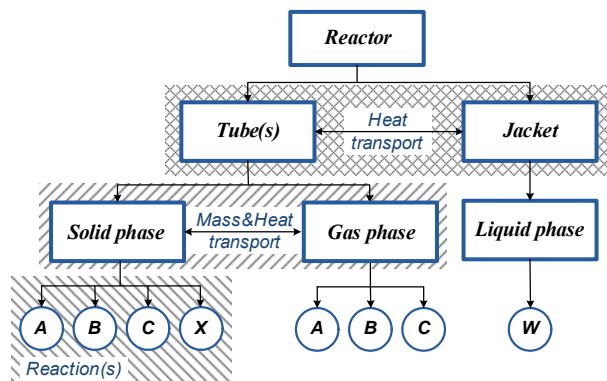 Reactor
Tube(s)
Heat
transport
Jacket
Solid phase
Mass&Heat
transport
Gas phase
Liquid phase
A B C X A B C W
Reaction(s)